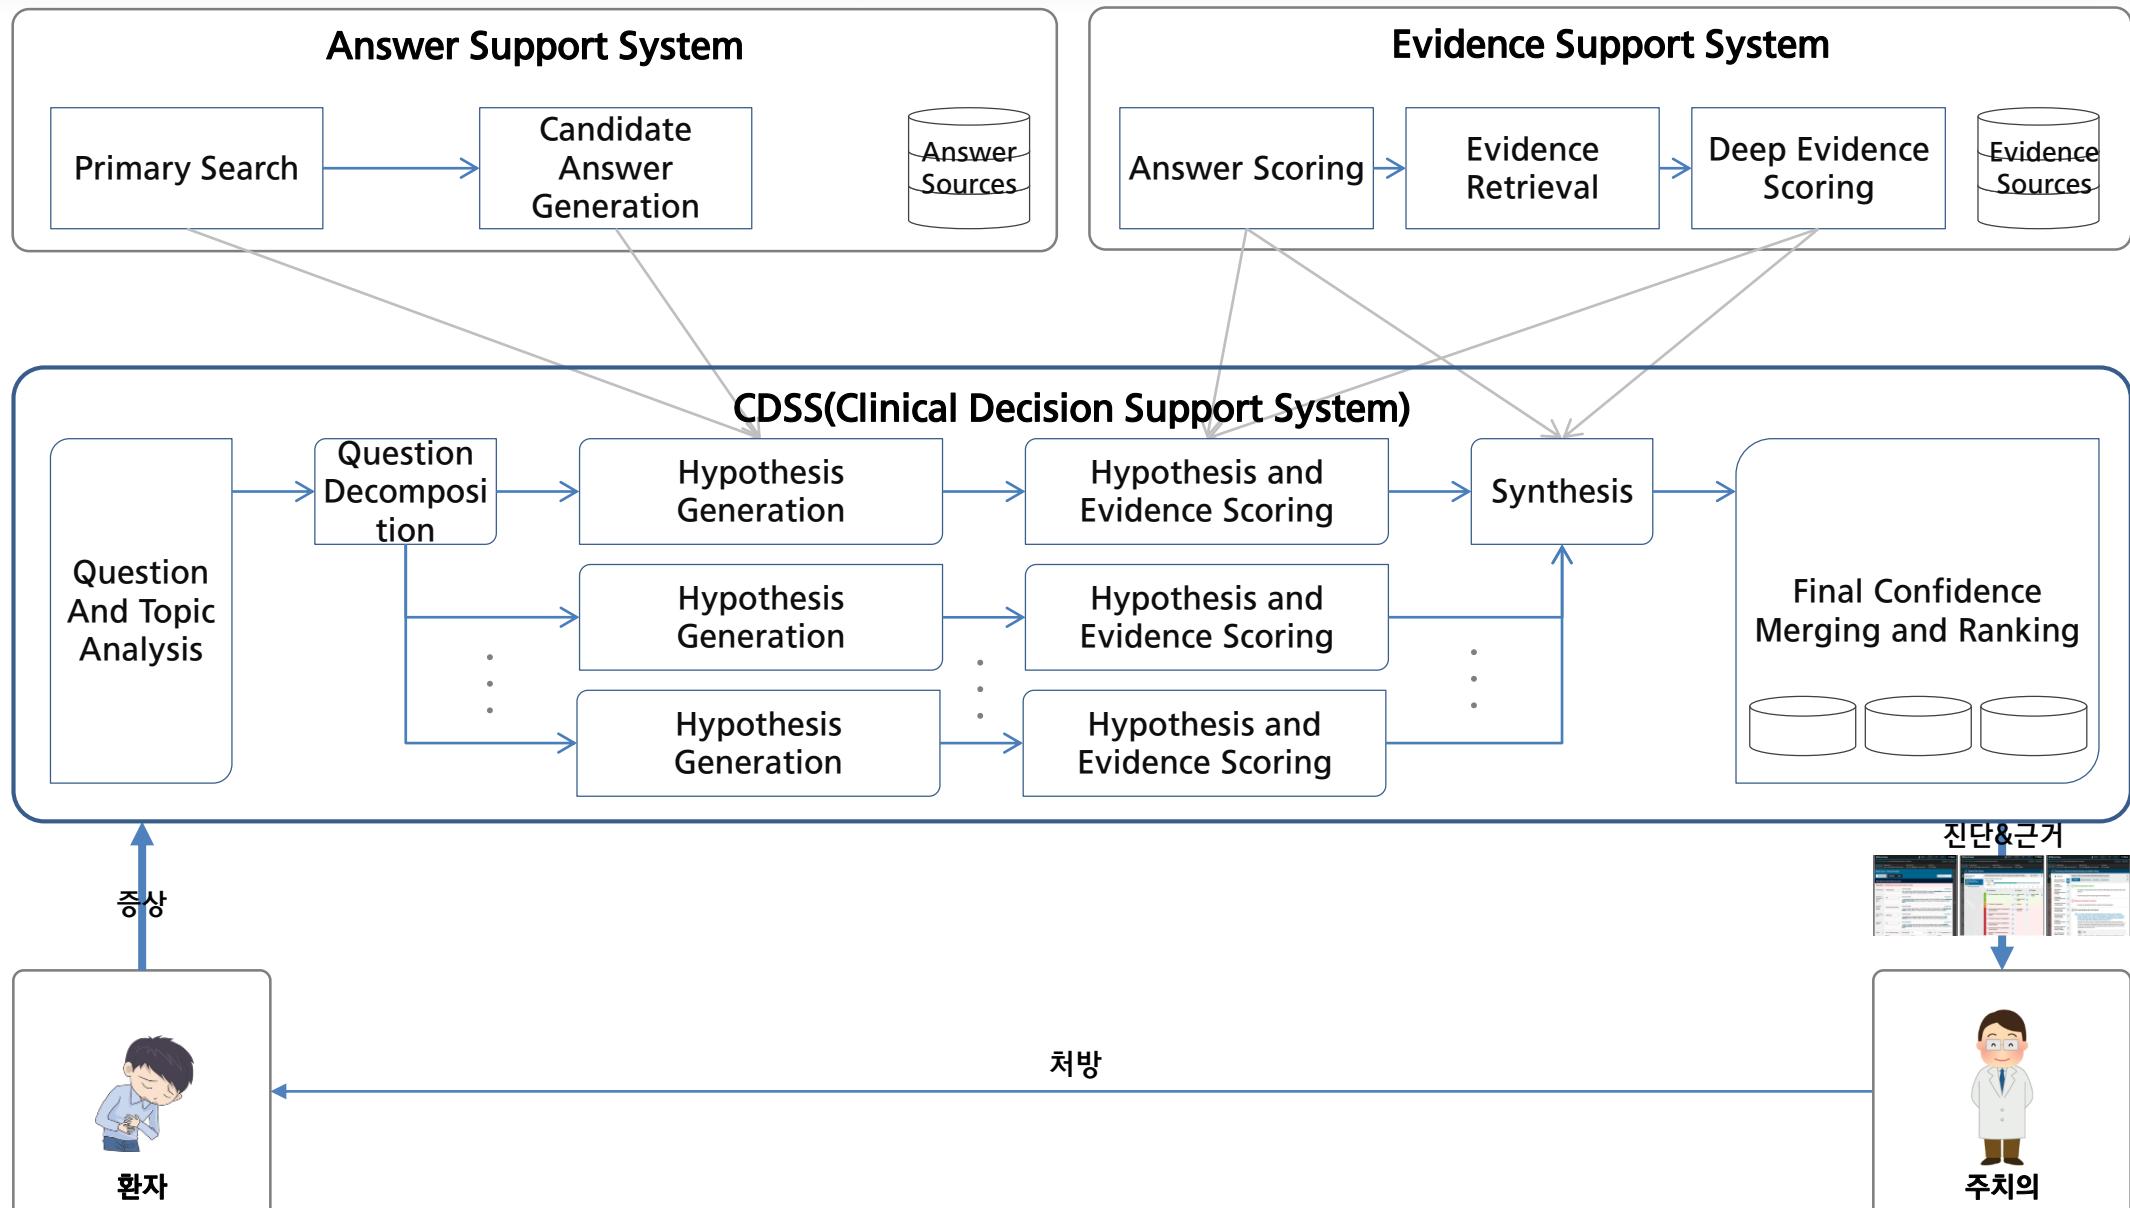 Answer Support System
Primary Search
Candidate
Answer
Generation
Answer
Sources
Evidence Support System
Answer Scoring
Evidence
Retrieval
Deep Evidence
Scoring
Evidence
Sources
CDSS(Clinical Decision Support System)
Question
And Topic
Analysis
Question
Decomposi
tion
Hypothesis
Generation
Hypothesis and
Evidence Scoring
Synthesis
Hypothesis
Generation
Hypothesis and
Evidence Scoring
Hypothesis
Generation
Hypothesis and
Evidence Scoring
Final Confidence
Merging and Ranking
증상
진단&근거
처방
환자
주치의